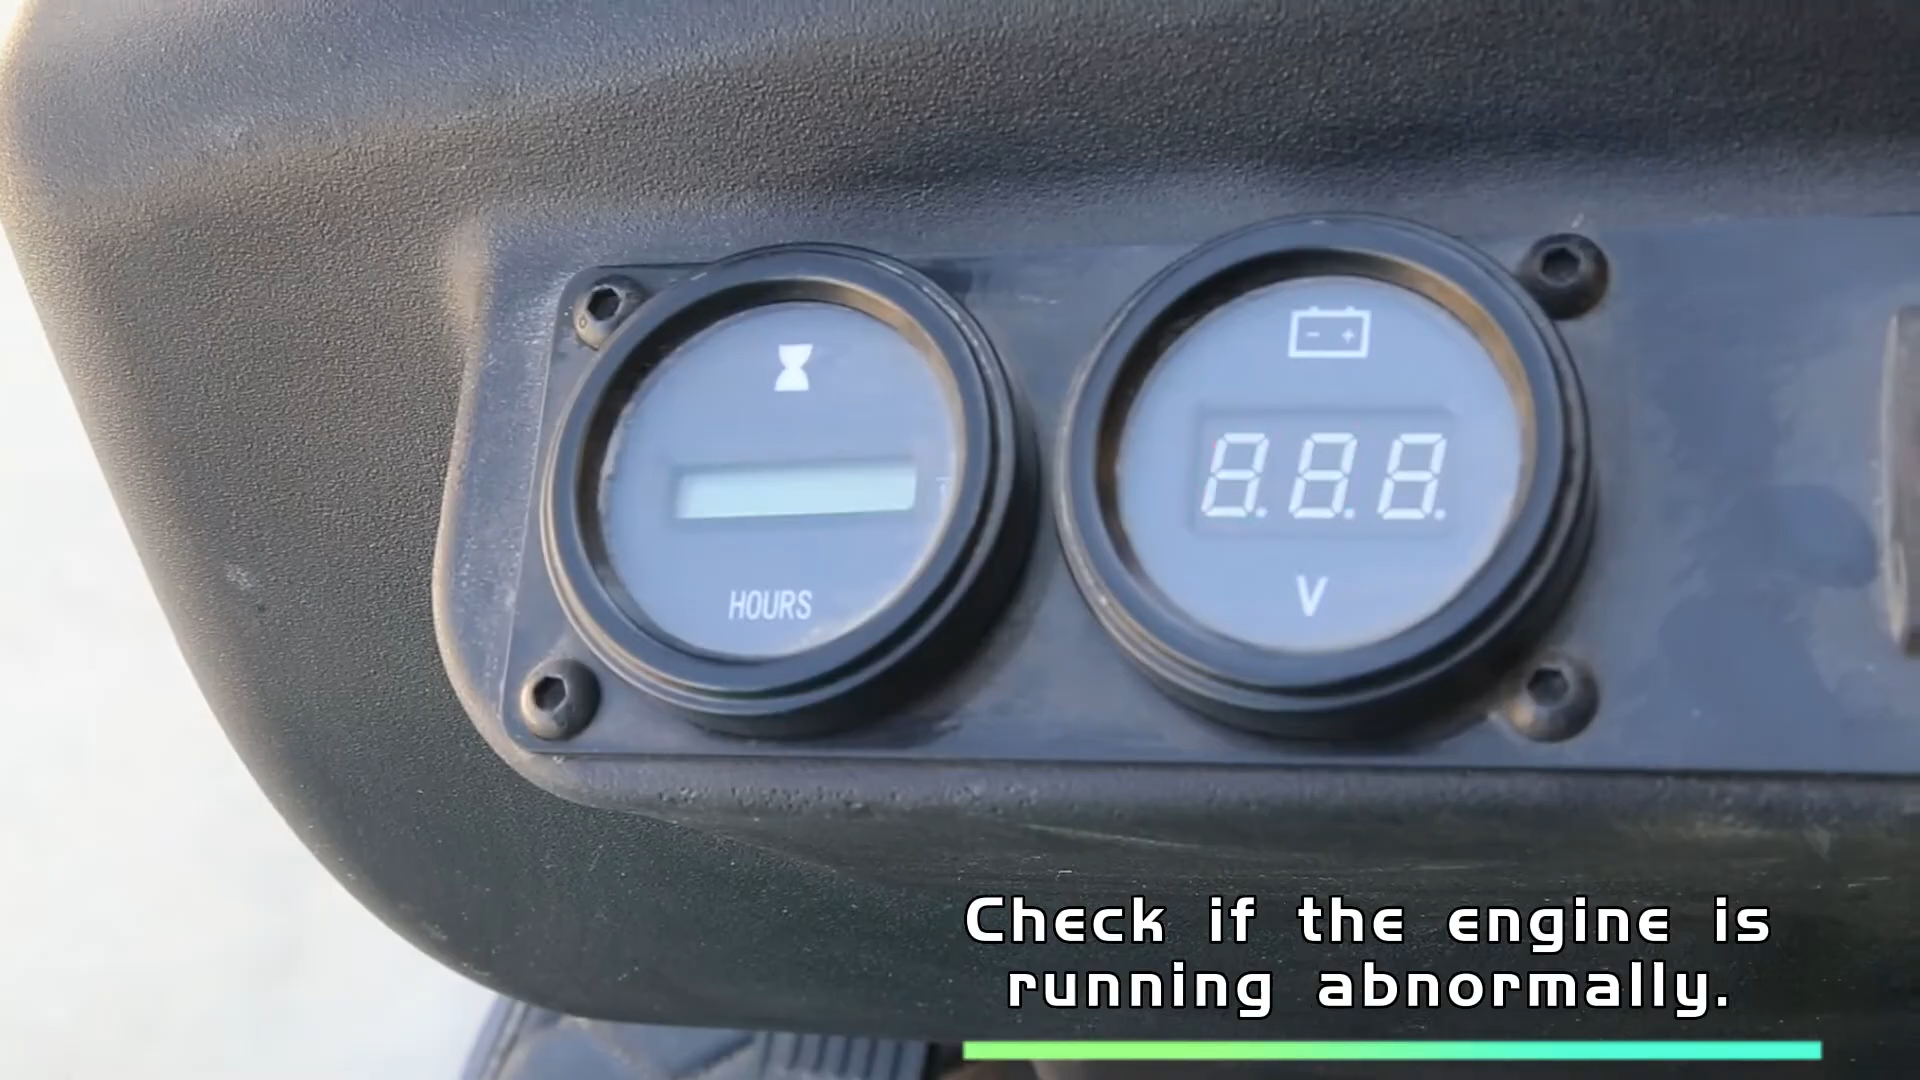 HOURS
8.8.8.
V
Check if the engine is
running abnormally.